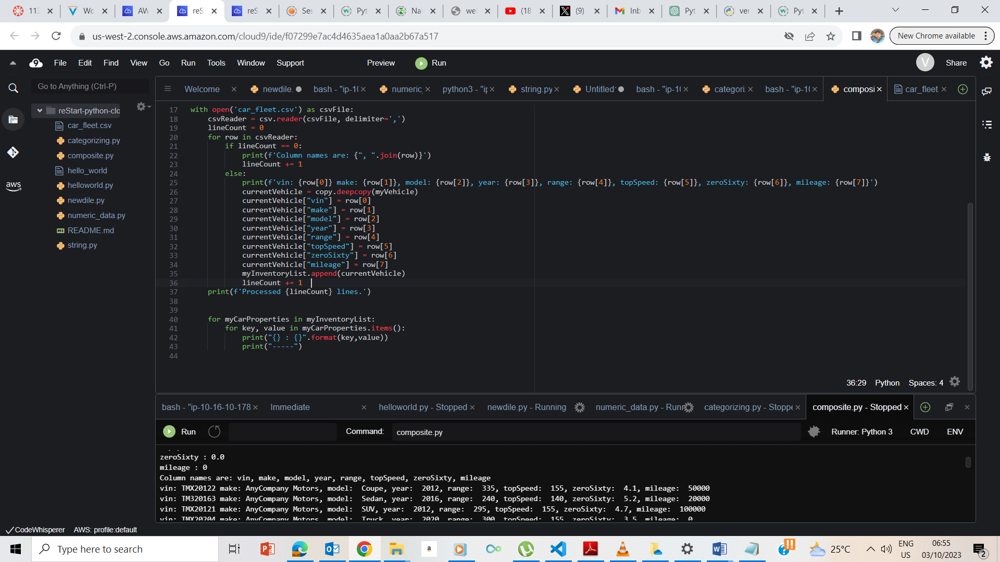 113
Wo
AW
reS
reS
Ses
Pyt
Nai
wel
(18
(9)
Inb
Pyt
ver
Pyt
us-west-2.console.aws.amazon.com/cloud9/ide/f07299e7ac4d4635aea1a0aa2b67a517
New Chrome available
File Edit Find View Go Run Tools Window Support Preview Run
V Share
Go to Anything (Ctrl-P)
reStart-python-clo
car_fleet.csv
categorizing.py
composite.py
hello_world
helloworld.py
newdile.py
numeric_data.py
README.md
string.py
aws
Welcome newdile. bash - "ip-10 numeric_ python3 - "ip string.py Untitled bash - "ip-10 categori. bash - "ip-10 composi car_fleet.
17 with open('car_fleet.csv') as csvFile:
18 csvReader = csv.reader(csvFile, delimiter=',')
19 lineCount = 0
20 for row in csvReader:
21 if lineCount == 0:
22 print(f'Column names are: {", ".join(row)}')
23 lineCount += 1
24 else:
25 print(f'vin: {row[0]} make: {row[1]}, model: {row[2]}, year: {row[3]}, range: {row[4]}, topSpeed: {row[5]}, zeroSixty: {row[6]}, mileage: {row[7]}')
26 currentVehicle = copy.deepcopy(myVehicle)
27 currentVehicle["vin"] = row[0]
28 currentVehicle["make"] = row[1]
29 currentVehicle["model"] = row[2]
30 currentVehicle["year"] = row[3]
31 currentVehicle["range"] = row[4]
32 currentVehicle["topSpeed"] = row[5]
33 currentVehicle["zeroSixty"] = row[6]
34 currentVehicle["mileage"] = row[7]
35 myInventoryList.append(currentVehicle)
36 lineCount += 1
37 print(f'Processed {lineCount} lines.')
38
39
40 for myCarProperties in myInventoryList:
41 for key, value in myCarProperties.items():
42 print("{} : {}".format(key,value))
43 print("-----")
44
36:29 Python Spaces: 4
bash - "ip-10-16-10-178 Immediate helloworld.py - Stopped newdile.py - Running numeric_data.py - Runn categorizing.py - Stoppe composite.py - Stopped
Run Command: composite.py Runner: Python 3 CWD ENV
zeroSixty : 0.0
mileage : 0
Column names are: vin, make, model, year, range, topSpeed, zeroSixty, mileage
vin: TMX20122 make: AnyCompany Motors, model:  Coupe, year:  2012, range:  335, topSpeed:  155, zeroSixty:  4.1, mileage:  50000
vin: TM320163 make: AnyCompany Motors, model:  Sedan, year:  2016, range:  240, topSpeed:  140, zeroSixty:  5.2, mileage:  20000
vin: TMX20121 make: AnyCompany Motors, model:  SUV, year:  2012, range:  295, topSpeed:  155, zeroSixty:  4.7, mileage:  100000
vin: TMX20204 make: AnyCompany Motors, model:  Truck, year:  2020, range:  300, topSpeed:  155, zeroSixty:  3.5, mileage:  0
CodeWhisperer AWS: profile:default
Type here to search
25°C
ENG
US
06:55
03/10/2023
2